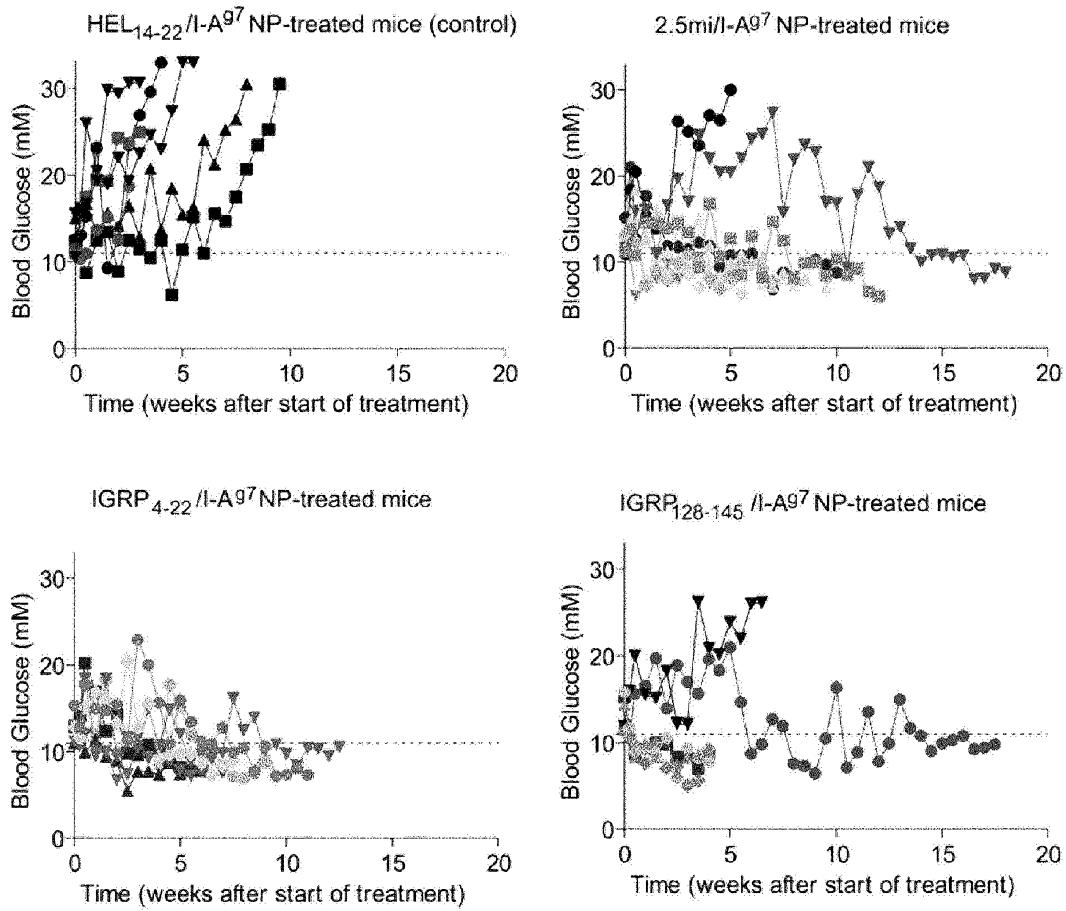 HEL14-22/I-Ag7 NP-treated mice (control)
30
20
10
0
Blood Glucose (mM)
0 5 10 15 20
Time (weeks after start of treatment)
2.5mi/I-Ag7 NP-treated mice
30
20
10
0
Blood Glucose (mM)
0 5 10 15 20
Time (weeks after start of treatment)
IGRP4-22 /I-Ag7 NP-treated mice
30
20
10
0
Blood Glucose (mM)
0 5 10 15 20
Time (weeks after start of treatment)
IGRP128-145 /I-Ag7 NP-treated mice
30
20
10
0
Blood Glucose (mM)
0 5 10 15 20
Time (weeks after start of treatment)